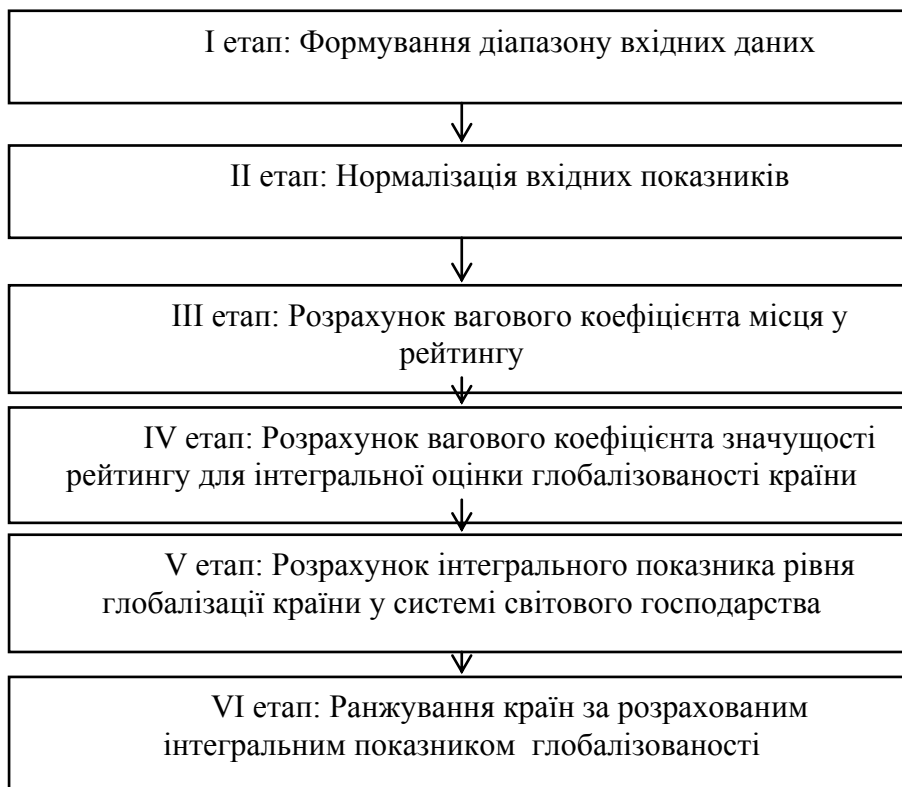 I етап: Формування діапазону вхідних даних
II етап: Нормалізація вхідних показників
III етап: Розрахунок вагового коефіцієнта місця у
рейтингу
IV етап: Розрахунок вагового коефіцієнта значущості
рейтингу для інтегральної оцінки глобалізованості країни
V етап: Розрахунок інтегрального показника рівня
глобалізації країни у системі світового господарства
VI етап: Ранжування країн за розрахованим
інтегральним показником глобалізованості